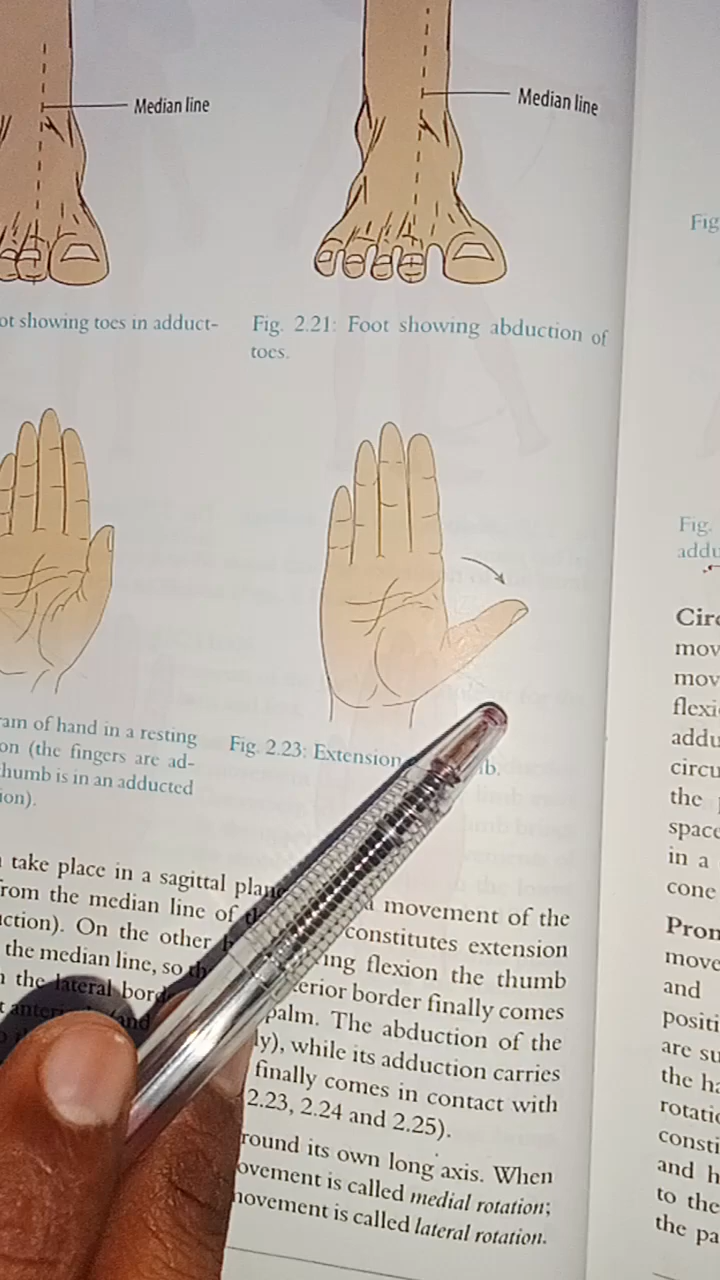 Median line
Median line
ot showing toes in adduct-
Fig. 2.21: Foot showing abduction of
toes.
am of hand in a resting
on (the fingers are ad-
humb is in an adducted
ion).
Fig. 2.23: Extension
b.
take place in a sagittal plan
rom the median line of
ction). On the other
the median line, so
the lateral bord
movement of the
constitutes extension
ing flexion the thumb
terior border finally comes
palm. The abduction of the
ly), while its adduction carries
finally comes in contact with
2.23, 2.24 and 2.25).
round its own long axis. When
ovement is called medial rotation;
movement is called lateral rotation.
Fig
Fig.
addu
Circ
mov
mov
flexi
addu
circu
the
space
in a
cone
Pron
move
and
positi
are su
the ha
rotatio
consti
and h
to the
the pa